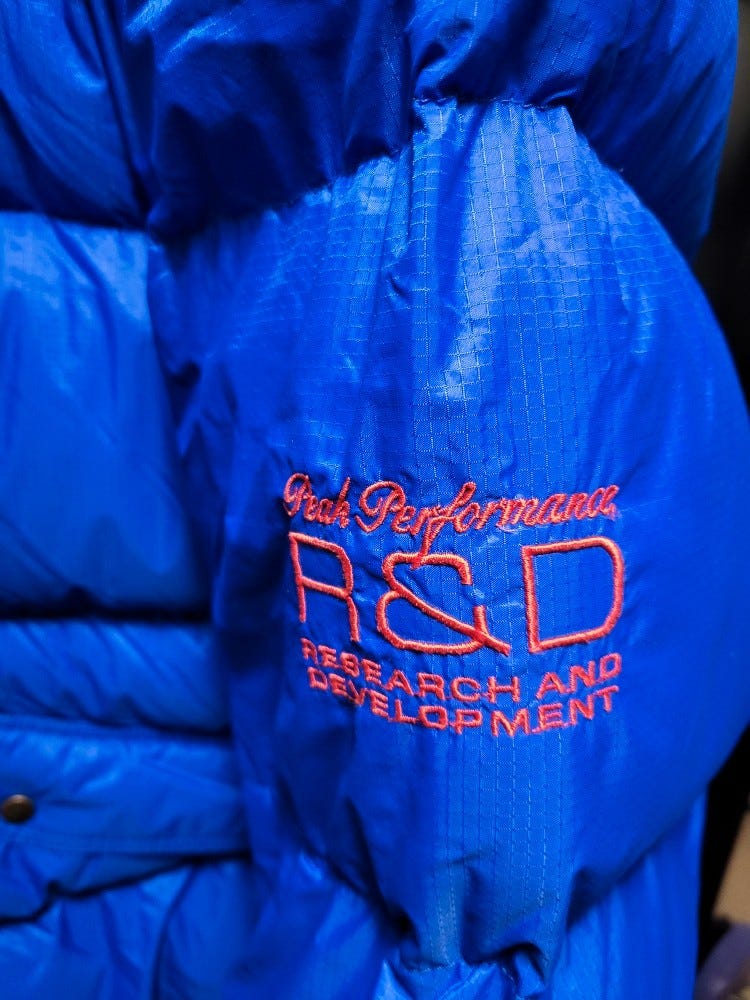 Peak Performance
R&D
RESEARCH AND
DEVELOPMENT